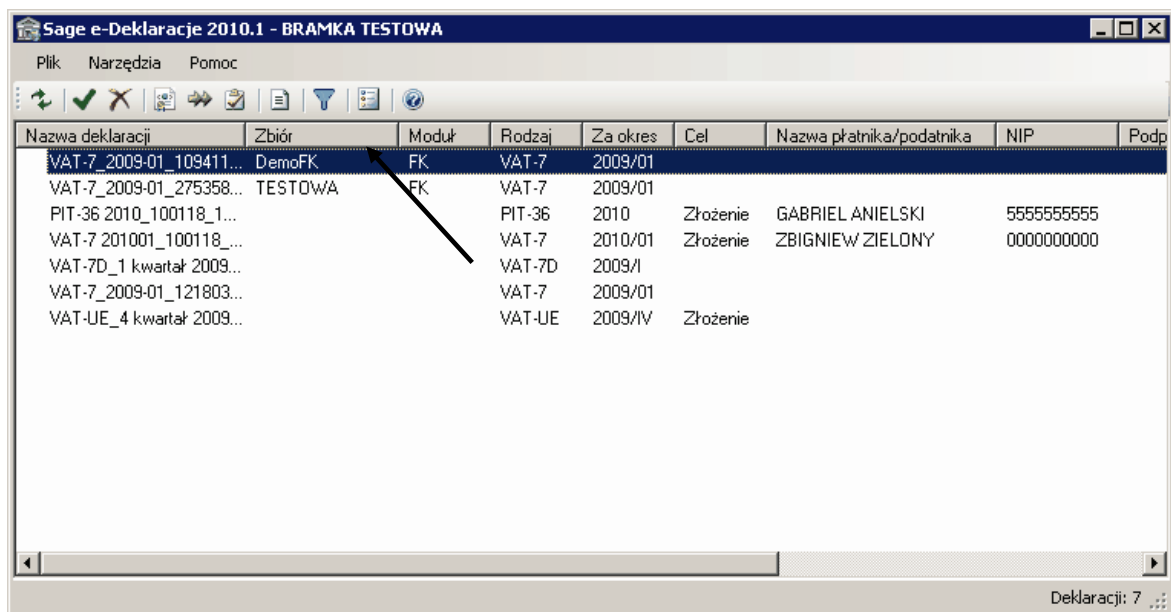 Sage e-Deklaracje 2010.1 - BRAMKA TESTOWA
Plik Narzędzia Pomoc
Nazwa deklaracji Zbiór Moduł Rodzaj Za okres Cel Nazwa płatnika/podatnika NIP Podp
VAT-7_2009-01_109411... DemoFK FK VAT-7 2009/01
VAT-7_2009-01_275358... TESTOWA FK VAT-7 2009/01
PIT-36 2010_100118_1... PIT-36 2010 Złożenie GABRIEL ANIELSKI 5555555555
VAT-7 201001_100118_... VAT-7 2010/01 Złożenie ZBIGNIEW ZIELONY 0000000000
VAT-7D_1 kwartał 2009... VAT-7D 2009/I
VAT-7_2009-01_121803... VAT-7 2009/01
VAT-UE_4 kwartał 2009... VAT-UE 2009/IV Złożenie
Deklaracji: 7